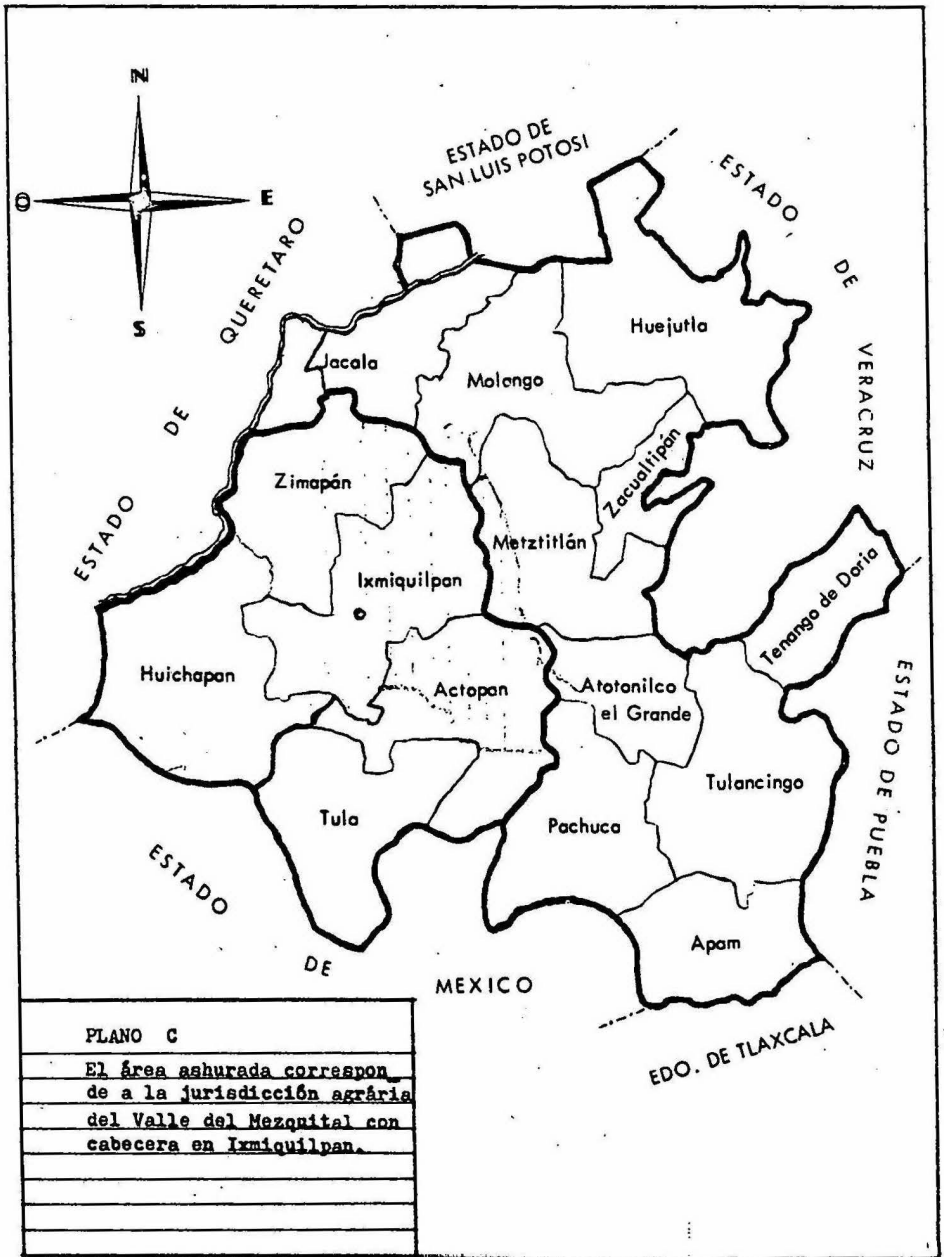 N
O
E
S
ESTADO DE
SAN LUIS POTOSI
ESTADO DE VERACRUZ
ESTADO DE QUERETARO
Huejutla
Jacala
Molango
Zimapán
Zacualtipán
Metztitlán
Ixmiquilpan
Tenango de Doria
Huichapan
Actopan
Atotonilco
el Grande
Tulancingo
Tula
Pachuca
ESTADO DE PUEBLA
Apam
ESTADO DE MEXICO
EDO. DE TLAXCALA
PLANO C
El área ashurada correspon_
de a la jurisdicción agrária
del Valle del Mezquital con
cabecera en Ixmiquilpan.